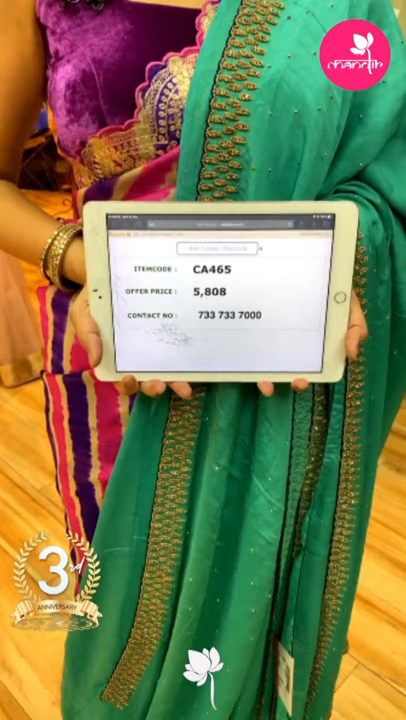 mandir
ITEMCODE : CA465
OFFER PRICE : 5,808
CONTACT NO : 733 733 7000
3rd
ANNIVERSARY